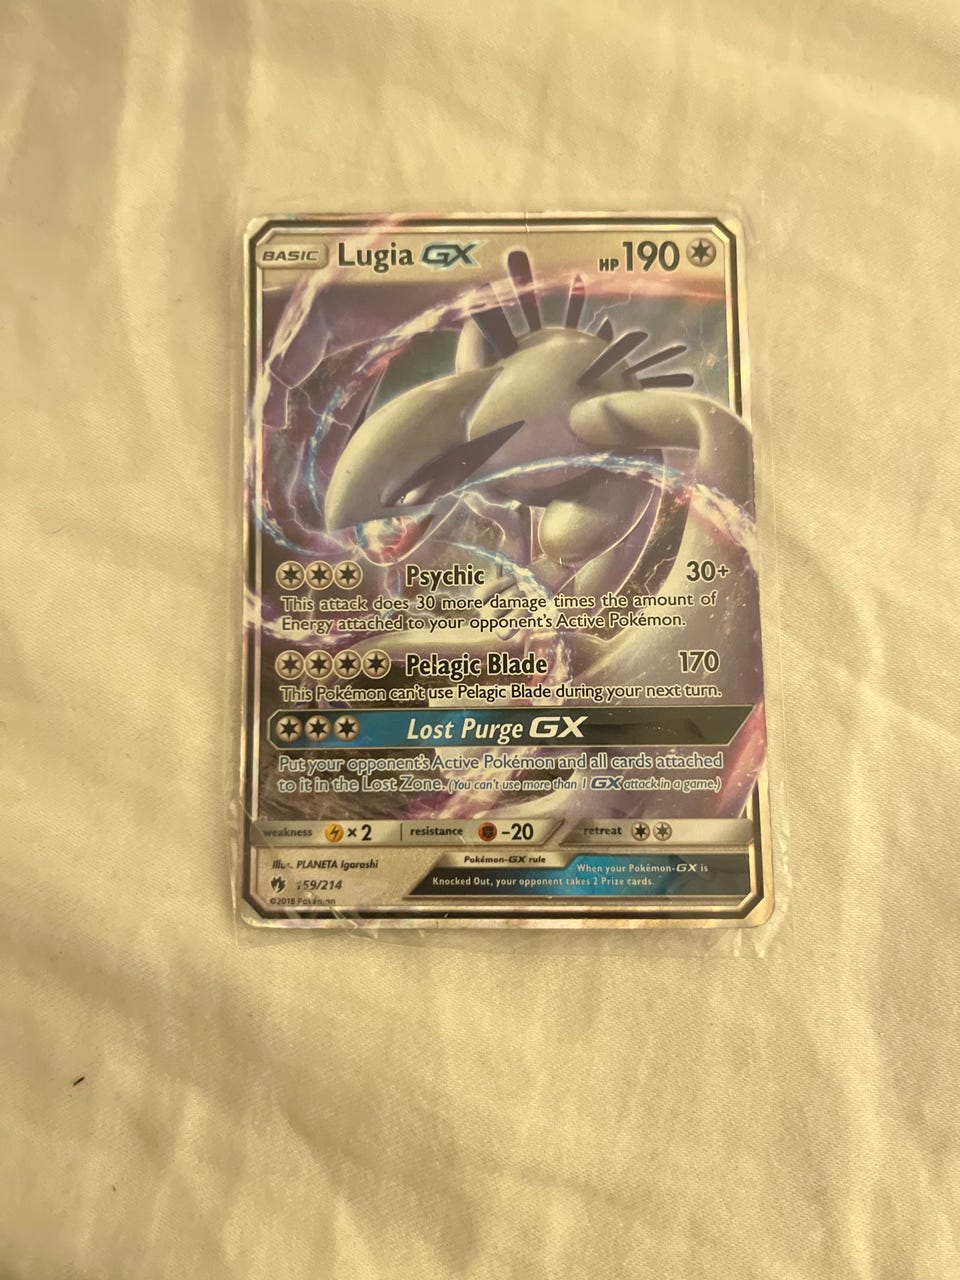 BASIC Lugia GX HP 190
Psychic 30+
This attack does 30 more damage times the amount of
Energy attached to your opponent's Active Pokémon.
Pelagic Blade 170
This Pokémon can't use Pelagic Blade during your next turn.
Lost Purge GX
Put your opponent's Active Pokémon and all cards attached
to it in the Lost Zone. (You can't use more than 1 GX attack in a game.)
weakness ×2 resistance -20 retreat
Illus. PLANETA Igarashi
159/214
©2018 Pokémon
Pokémon-GX rule
When your Pokémon-GX is
Knocked Out, your opponent takes 2 Prize cards.